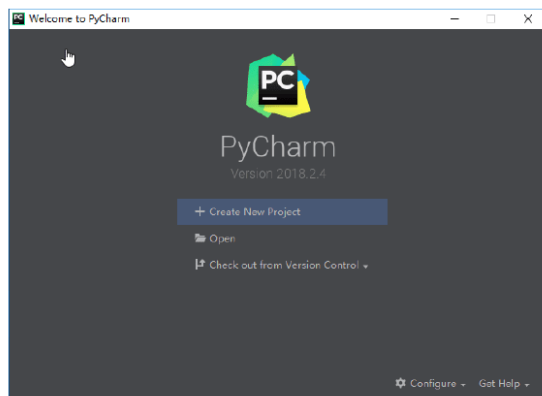 PC Welcome to PyCharm
PC
PyCharm
Version 2018.2.4
Create New Project
Open
Check out from Version Control
Configure Get Help